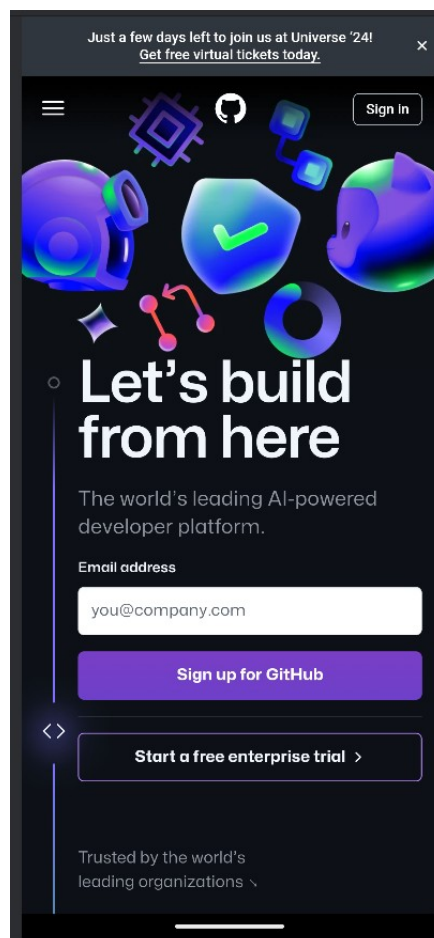 Just a few days left to join us at Universe ‘24!
Get free virtual tickets today.
Sign in
Let’s build
from here
The world’s leading AI-powered
developer platform.
Email address
you@company.com
Sign up for GitHub
Start a free enterprise trial
Trusted by the world’s
leading organizations